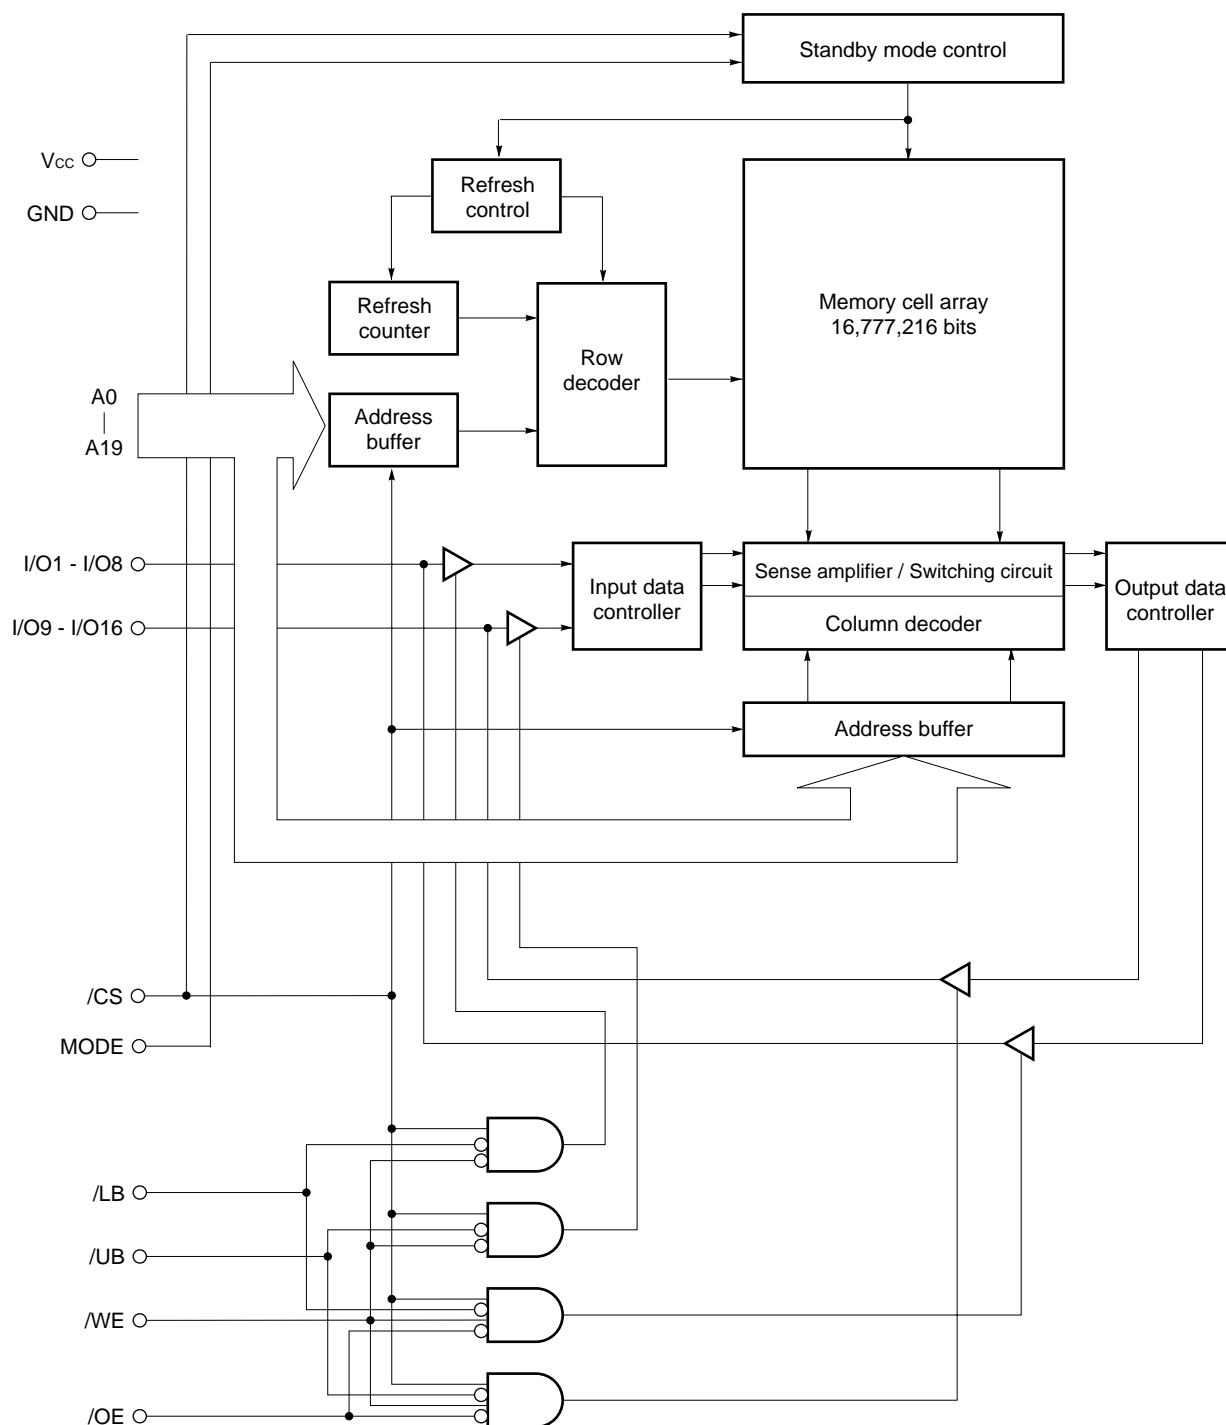 Standby mode control
VCC
GND
Refresh
control
Refresh
counter
Row
decoder
Memory cell array
16,777,216 bits
A0
A19
Address
buffer
I/O1 - I/O8
I/O9 - I/O16
Input data
controller
Sense amplifier / Switching circuit
Column decoder
Output data
controller
Address buffer
/CS
MODE
/LB
/UB
/WE
/OE